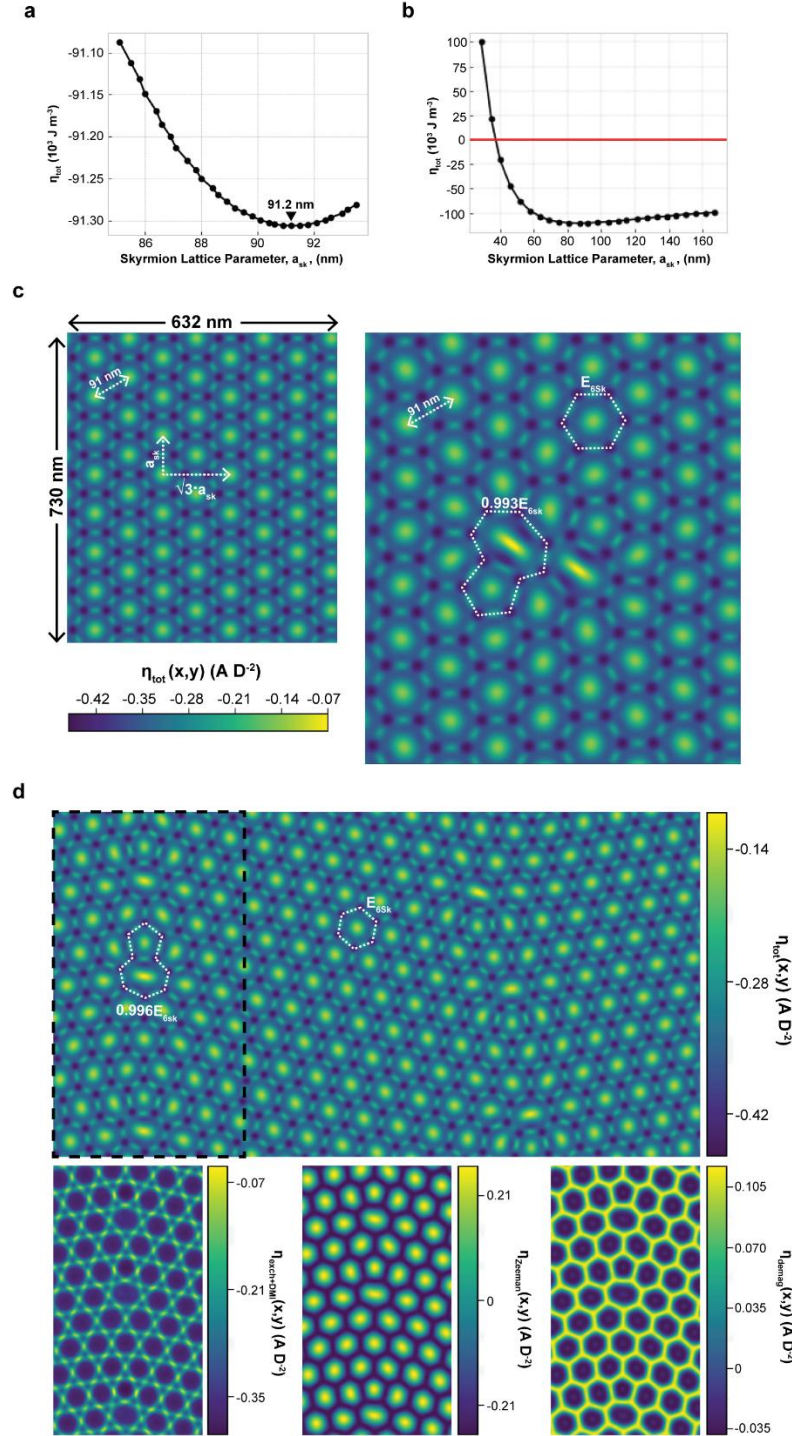 a
-91.10
-91.15
-91.20
-91.25
-91.30
η_tot (10³ J m⁻³)
91.2 nm
86 88 90 92
Skyrmion Lattice Parameter, a_sk, (nm)
b
100
75
50
25
0
-25
-50
-100
η_tot (10³ J m⁻³)
40 60 80 100 120 140 160
Skyrmion Lattice Parameter, a_sk, (nm)
c
632 nm
730 nm
91 nm
a_sk
√3·a_sk
η_tot (x,y) (A D⁻²)
-0.42 -0.35 -0.28 -0.21 -0.14 -0.07
91 nm
E_6Sk
0.993E_6sk
d
E_6Sk
0.996E_6sk
-0.14
-0.28
-0.42
η_tot(x,y) (A D⁻²)
-0.07
-0.21
-0.35
η_exch+DMI(x,y) (A D⁻²)
0.21
0
-0.21
η_Zeeman(x,y) (A D⁻²)
0.105
0.070
0.035
0
-0.035
η_demag(x,y) (A D⁻²)